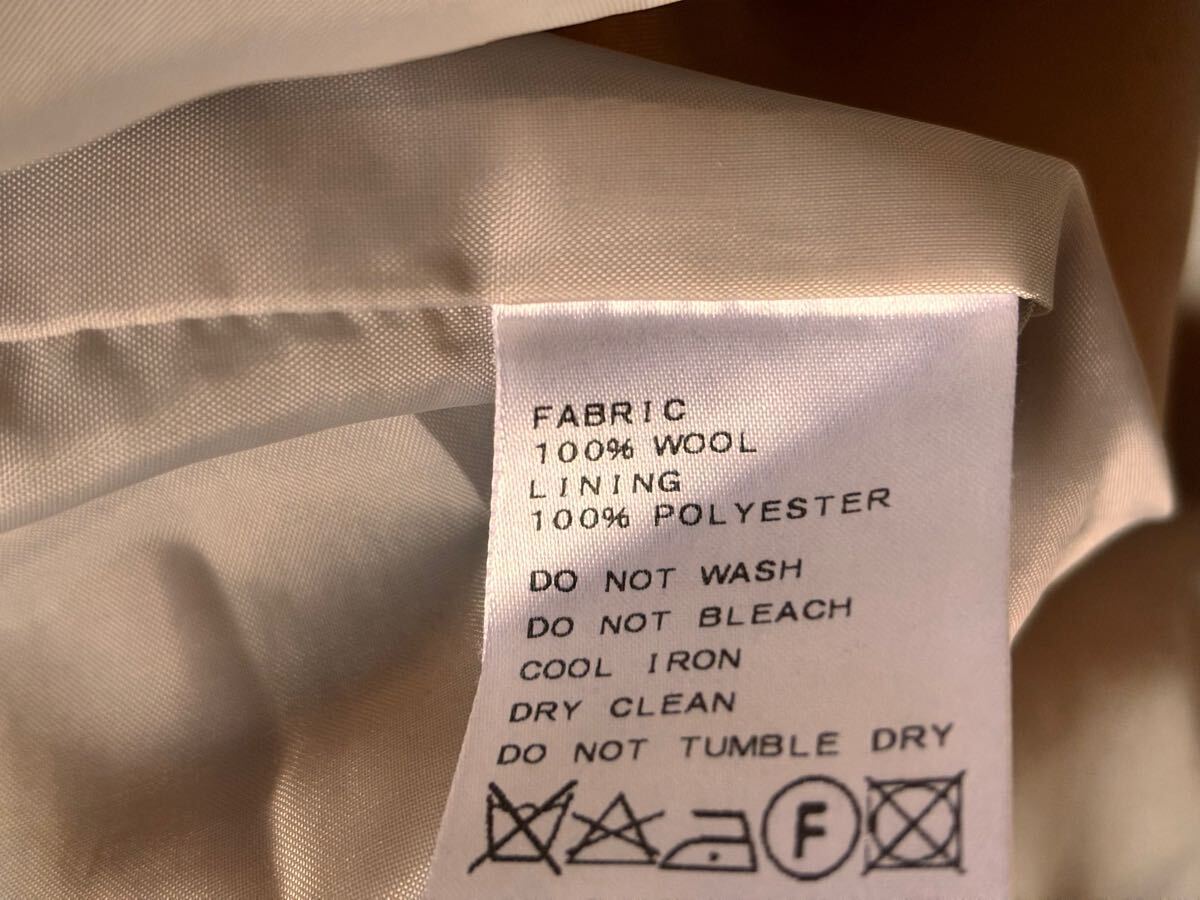 FABRIC
100% WOOL
LINING
100% POLYESTER
DO NOT WASH
DO NOT BLEACH
COOL IRON
DRY CLEAN
DO NOT TUMBLE DRY
F